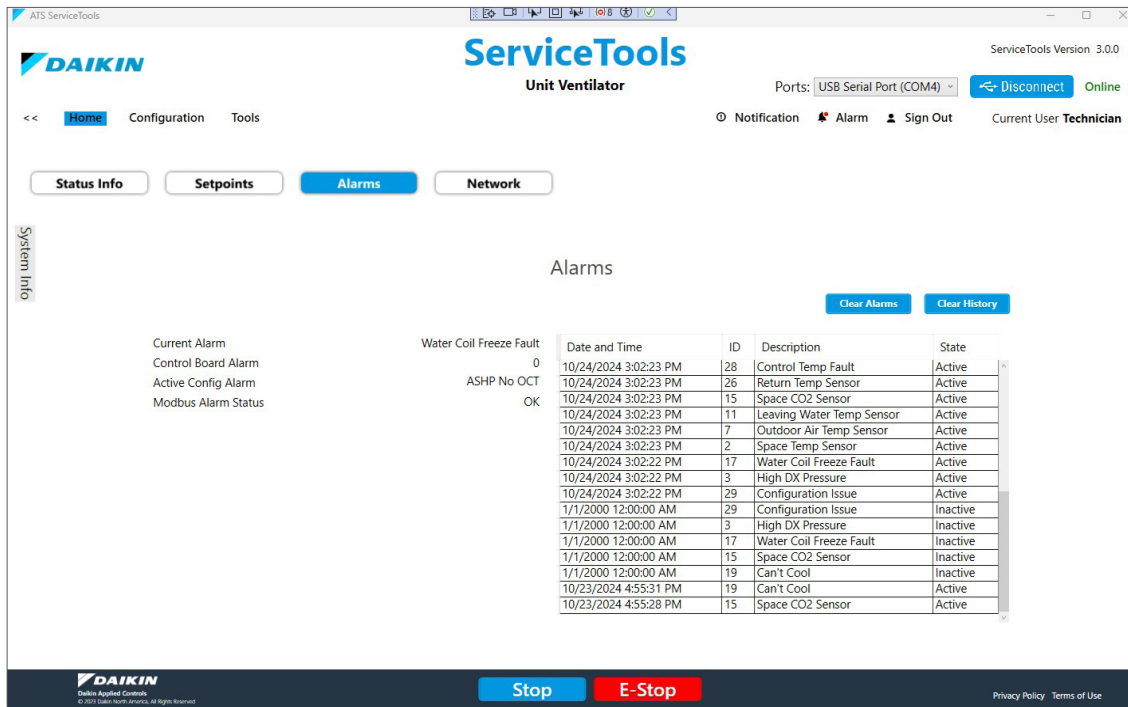 ATS ServiceTools
8
DAIKIN
ServiceTools
ServiceTools Version 3.0.0
Unit Ventilator
Ports: USB Serial Port (COM4) Disconnect Online
<< Home Configuration Tools Notification Alarm Sign Out Current User Technician
Status Info Setpoints Alarms Network
System Info
Alarms
Clear Alarms Clear History
Current Alarm Water Coil Freeze Fault
Control Board Alarm 0
Active Config Alarm ASHP No OCT
Modbus Alarm Status OK
Date and Time ID Description State
10/24/2024 3:02:23 PM 28 Control Temp Fault Active
10/24/2024 3:02:23 PM 26 Return Temp Sensor Active
10/24/2024 3:02:23 PM 15 Space CO2 Sensor Active
10/24/2024 3:02:23 PM 11 Leaving Water Temp Sensor Active
10/24/2024 3:02:23 PM 7 Outdoor Air Temp Sensor Active
10/24/2024 3:02:23 PM 2 Space Temp Sensor Active
10/24/2024 3:02:22 PM 17 Water Coil Freeze Fault Active
10/24/2024 3:02:22 PM 3 High DX Pressure Active
10/24/2024 3:02:22 PM 29 Configuration Issue Active
1/1/2000 12:00:00 AM 29 Configuration Issue Inactive
1/1/2000 12:00:00 AM 3 High DX Pressure Inactive
1/1/2000 12:00:00 AM 17 Water Coil Freeze Fault Inactive
1/1/2000 12:00:00 AM 15 Space CO2 Sensor Inactive
1/1/2000 12:00:00 AM 19 Can't Cool Inactive
10/23/2024 4:55:31 PM 19 Can't Cool Active
10/23/2024 4:55:28 PM 15 Space CO2 Sensor Active
DAIKIN
Daikin Applied Controls
© 2023 Daikin North America, All Rights Reserved
Stop E-Stop
Privacy Policy Terms of Use